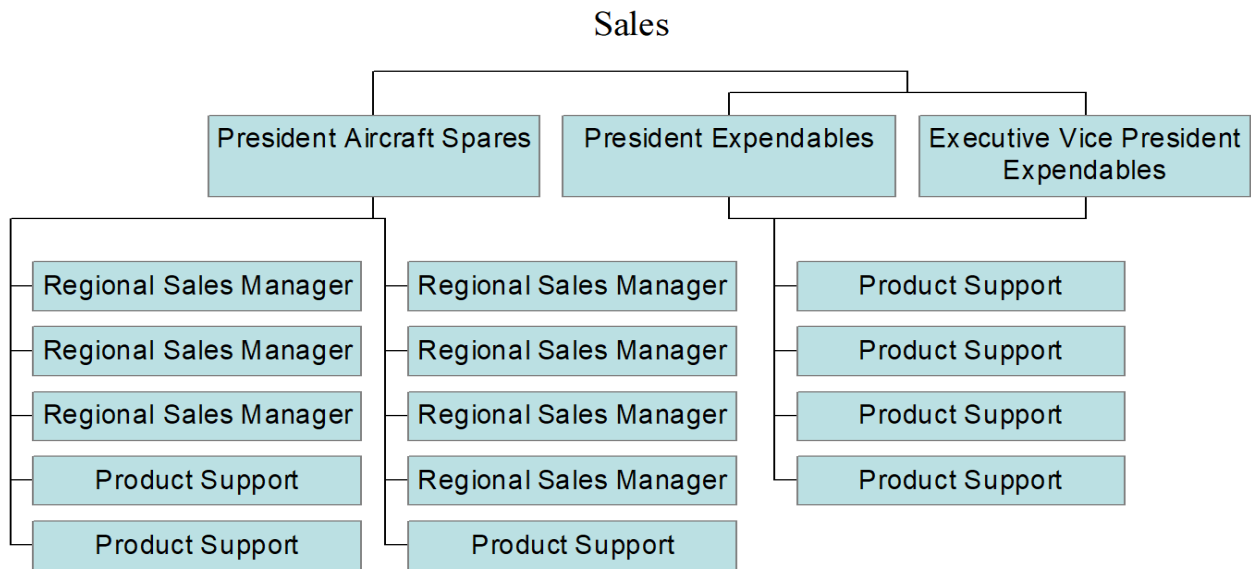 Sales
President Aircraft Spares
President Expendables
Executive Vice President
Expendables
Regional Sales Manager
Regional Sales Manager
Regional Sales Manager
Product Support
Product Support
Regional Sales Manager
Regional Sales Manager
Regional Sales Manager
Regional Sales Manager
Product Support
Product Support
Product Support
Product Support
Product Support